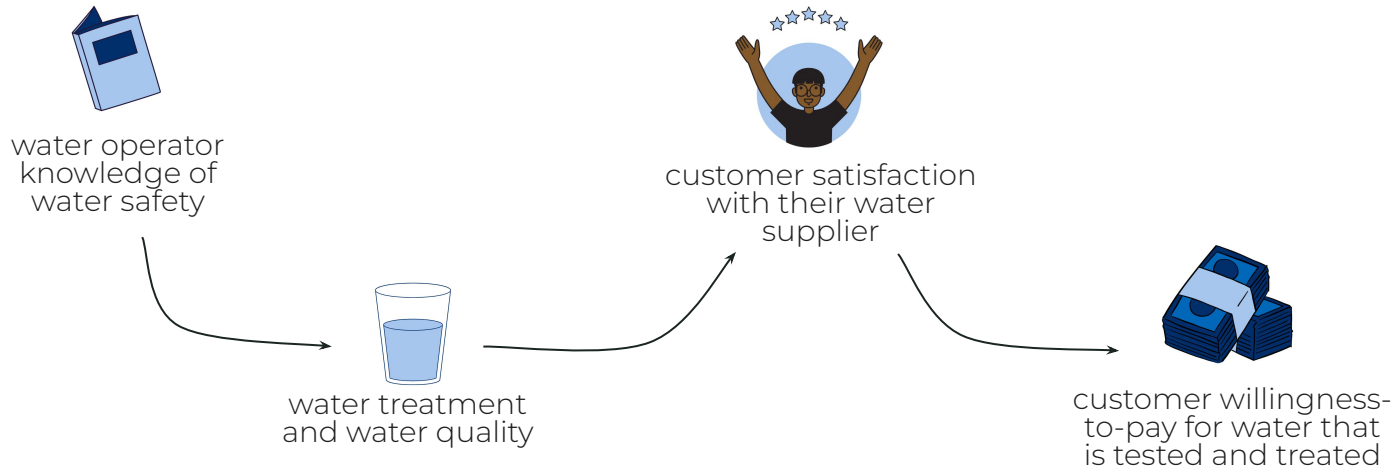 water operator
knowledge of
water safety
water treatment
and water quality
customer satisfaction
with their water
supplier
customer willingness-
to-pay for water that
is tested and treated